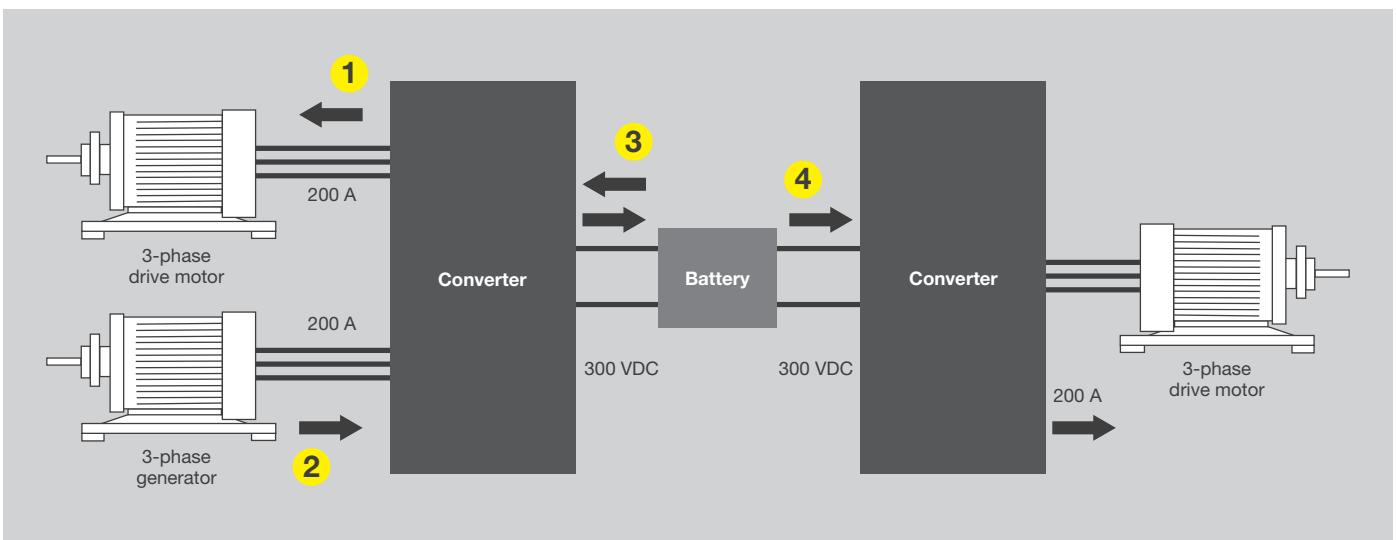 1
200 A
3-phase
drive motor
200 A
3-phase
generator
2
Converter
3
300 VDC
Battery
4
300 VDC
Converter
3-phase
drive motor
200 A